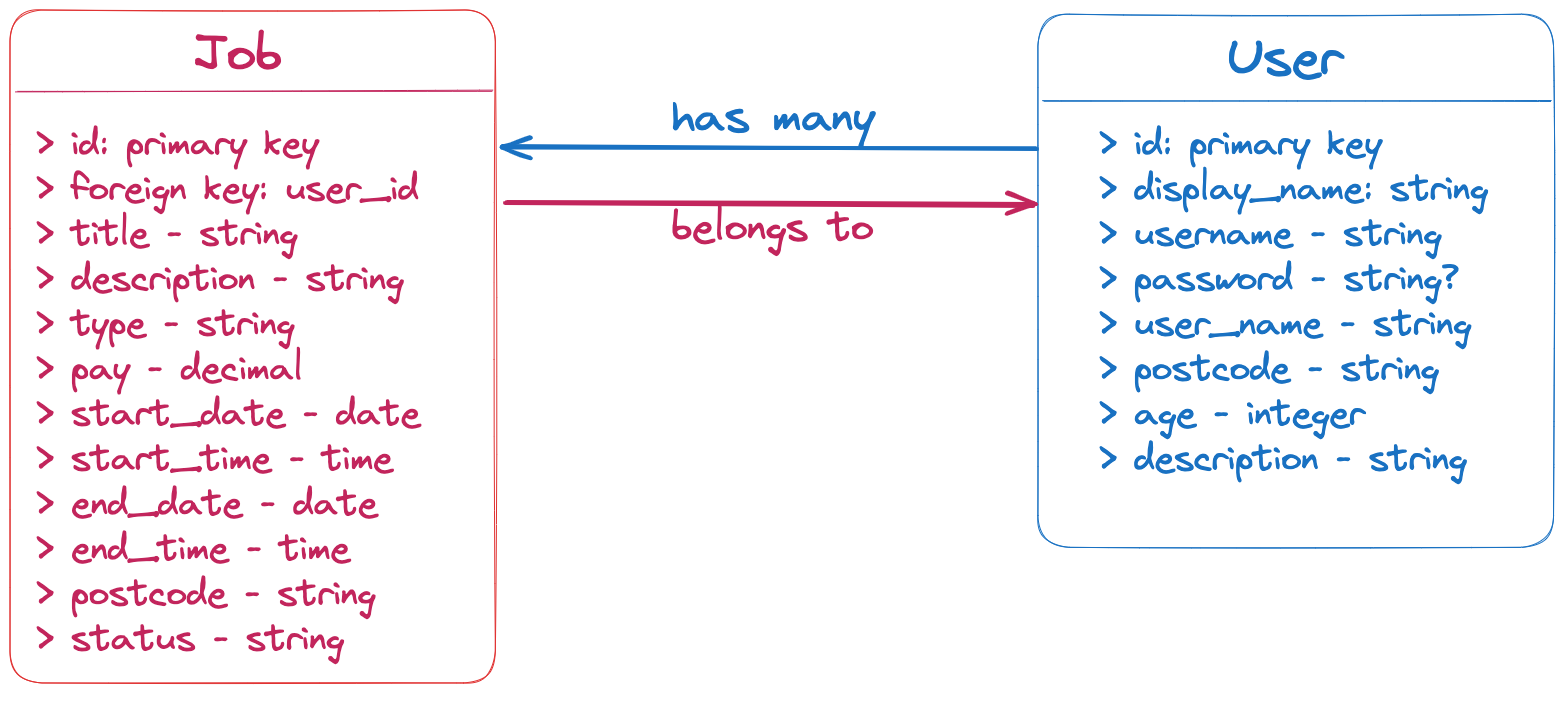 Job
> id: primary key
> foreign key: user_id
> title - string
> description - string
> type - string
> pay - decimal
> start_date - date
> start_time - time
> end_date - date
> end_time - time
> postcode - string
> status - string
has many
belongs to
User
> id: primary key
> display_name: string
> username - string
> password - string?
> user_name - string
> postcode - string
> age - integer
> description - string